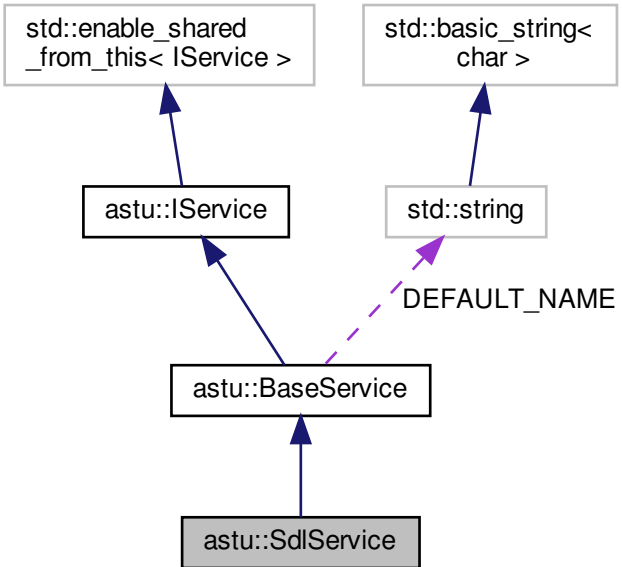 std::enable_shared
_from_this< IService >
std::basic_string<
char >
astu::IService
std::string
DEFAULT_NAME
astu::BaseService
astu::SdlService